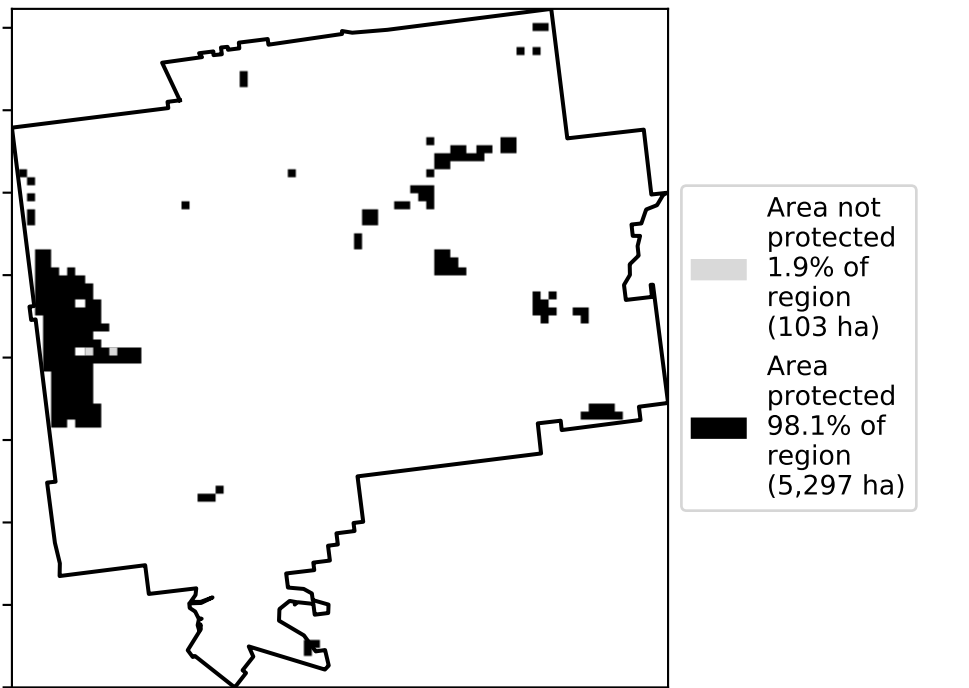 Area not
protected
1.9% of
region
(103 ha)
Area
protected
98.1% of
region
(5,297 ha)